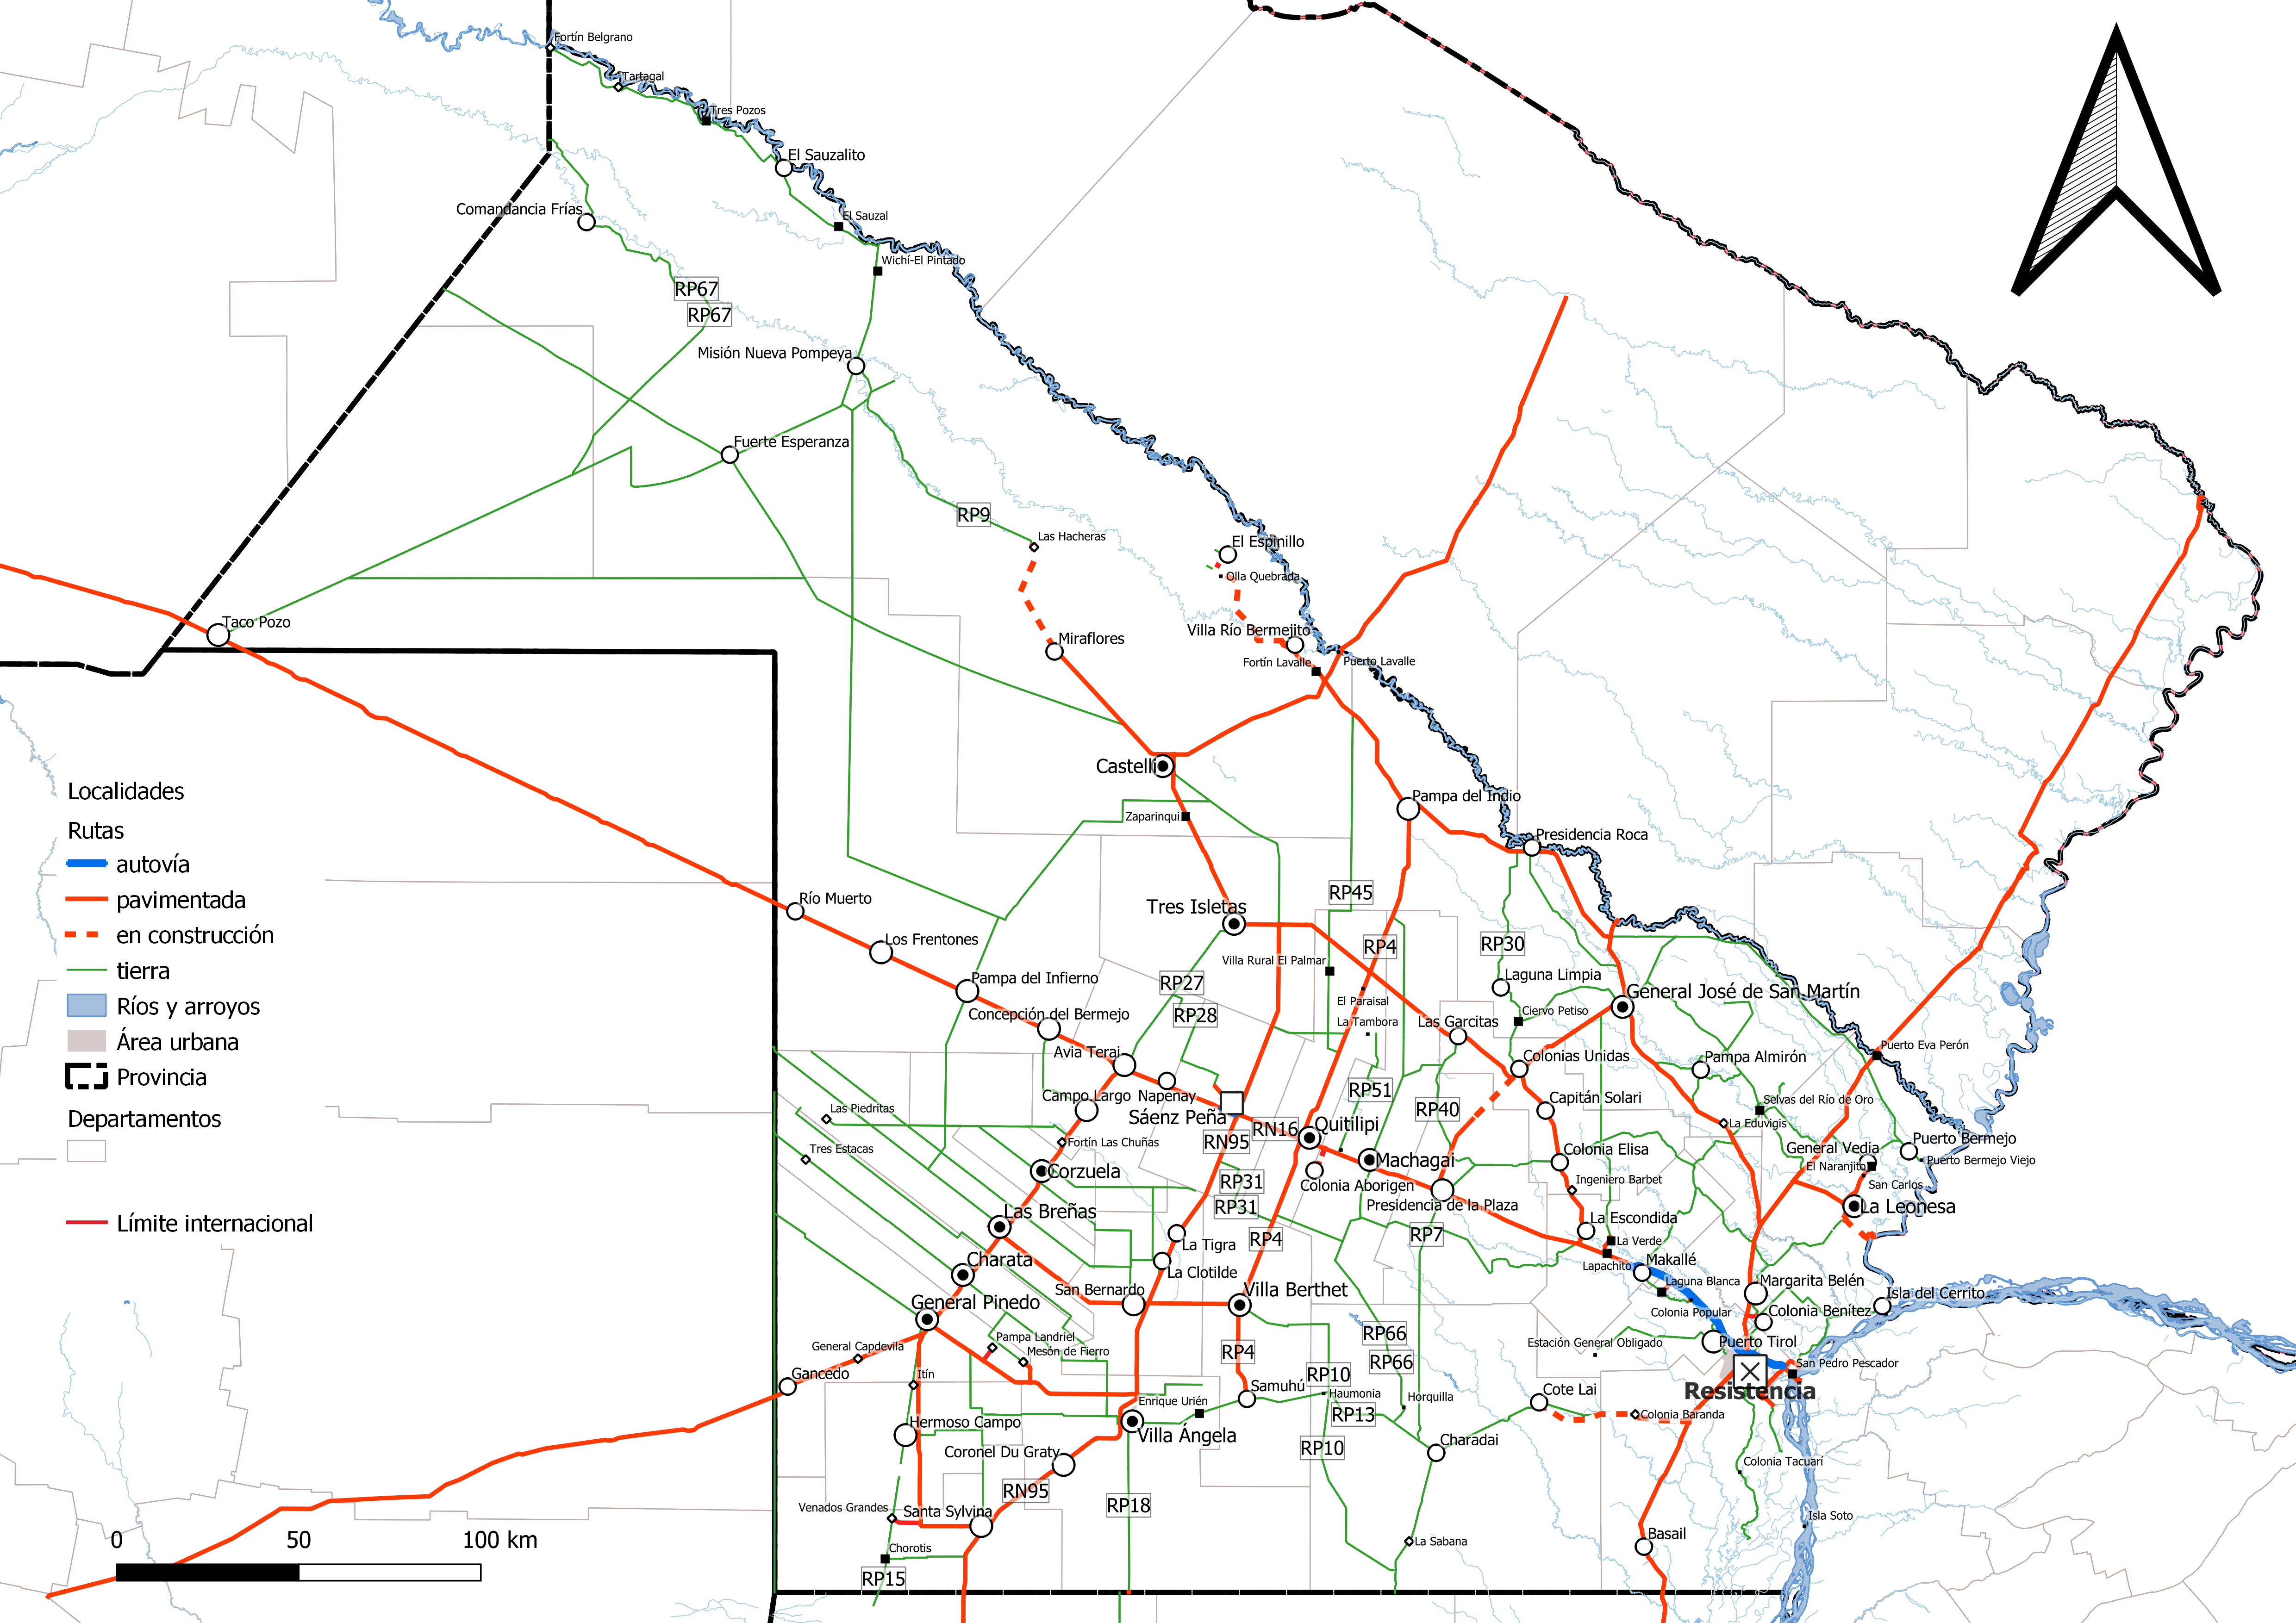 Fortín Belgrano
Tartagal
Tres Pozos
El Sauzalito
Comandancia Frías
El Sauzal
Wichí-El Pintado
RP67
RP67
Misión Nueva Pompeya
Fuerte Esperanza
RP9
Las Hacheras
El Espinillo
Olla Quebrada
Taco Pozo
Miraflores
Villa Río Bermejito
Fortín Lavalle
Puerto Lavalle
Castelli
Zaparinqui
Pampa del Indio
Presidencia Roca
Localidades
Rutas
autovía
pavimentada
en construcción
tierra
Ríos y arroyos
Área urbana
Provincia
Departamentos
Límite internacional
0 50 100 km
Río Muerto
Los Frentones
Pampa del Infierno
Concepción del Bermejo
Avia Terai
Campo Largo
Napenay
Sáenz Peña
Tres Isletas
RP45
RP4
RP30
Villa Rural El Palmar
RP27
RP28
El Paraisal
La Tambora
Laguna Limpia
Ciervo Petiso
General José de San Martín
Las Garcitas
Colonias Unidas
Pampa Almirón
Puerto Eva Perón
RP51
RP40
Capitán Solari
Selvas del Río de Oro
La Eduvigis
Las Piedritas
Tres Estacas
Fortín Las Chuñas
Corzuela
RN95
RN16
Quitilipi
Machagai
Colonia Elisa
General Vedia
Puerto Bermejo
Puerto Bermejo Viejo
El Naranjito
San Carlos
La Leonesa
RP31
RP31
Colonia Aborigen
Presidencia de la Plaza
Ingeniero Barbet
La Escondida
La Verde
Las Breñas
Charata
La Tigra
La Clotilde
RP4
RP7
Lapachito
Makallé
Laguna Blanca
Colonia Popular
Margarita Belén
Colonia Benítez
Isla del Cerrito
General Pinedo
San Bernardo
Villa Berthet
RP66
RP66
Estación General Obligado
Puerto Tirol
San Pedro Pescador
Resistencia
General Capdevila
Pampa Landriel
Mesón de Fierro
Gancedo
Itín
RP4
RP10
Samuhú
Haumonia
Horquilla
RP13
Cote Lai
Colonia Baranda
Enrique Urién
Hermoso Campo
Villa Ángela
RP10
Charadai
Coronel Du Graty
Colonia Tacuarí
RN95
RP18
Venados Grandes
Santa Sylvina
Isla Soto
Basail
La Sabana
Chorotis
RP15